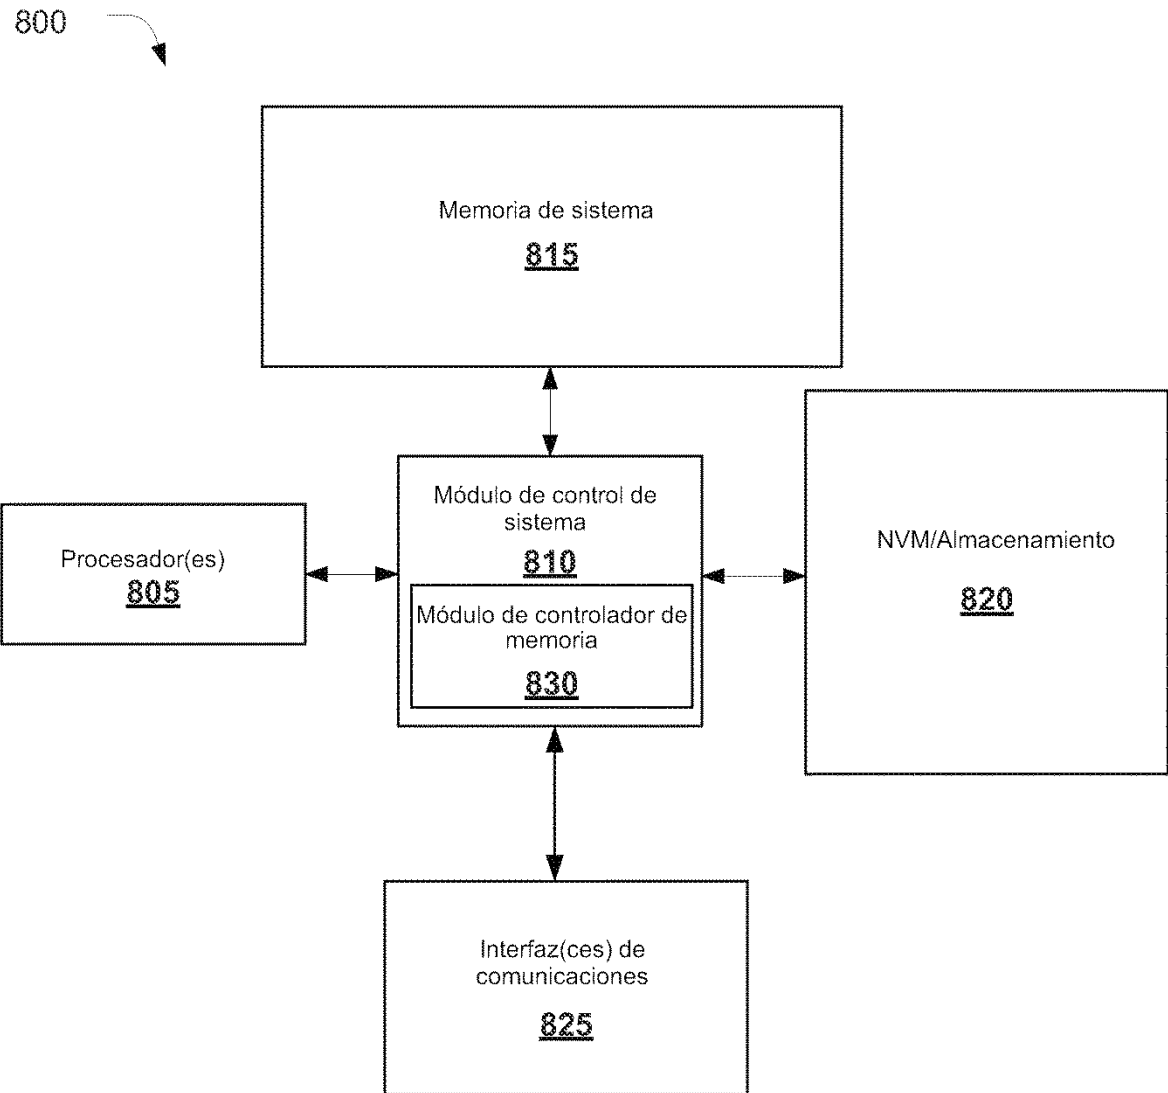 800
Memoria de sistema
815
Módulo de control de
sistema
810
Procesador(es)
805
NVM/Almacenamiento
820
Módulo de controlador de
memoria
830
Interfaz(ces) de
comunicaciones
825